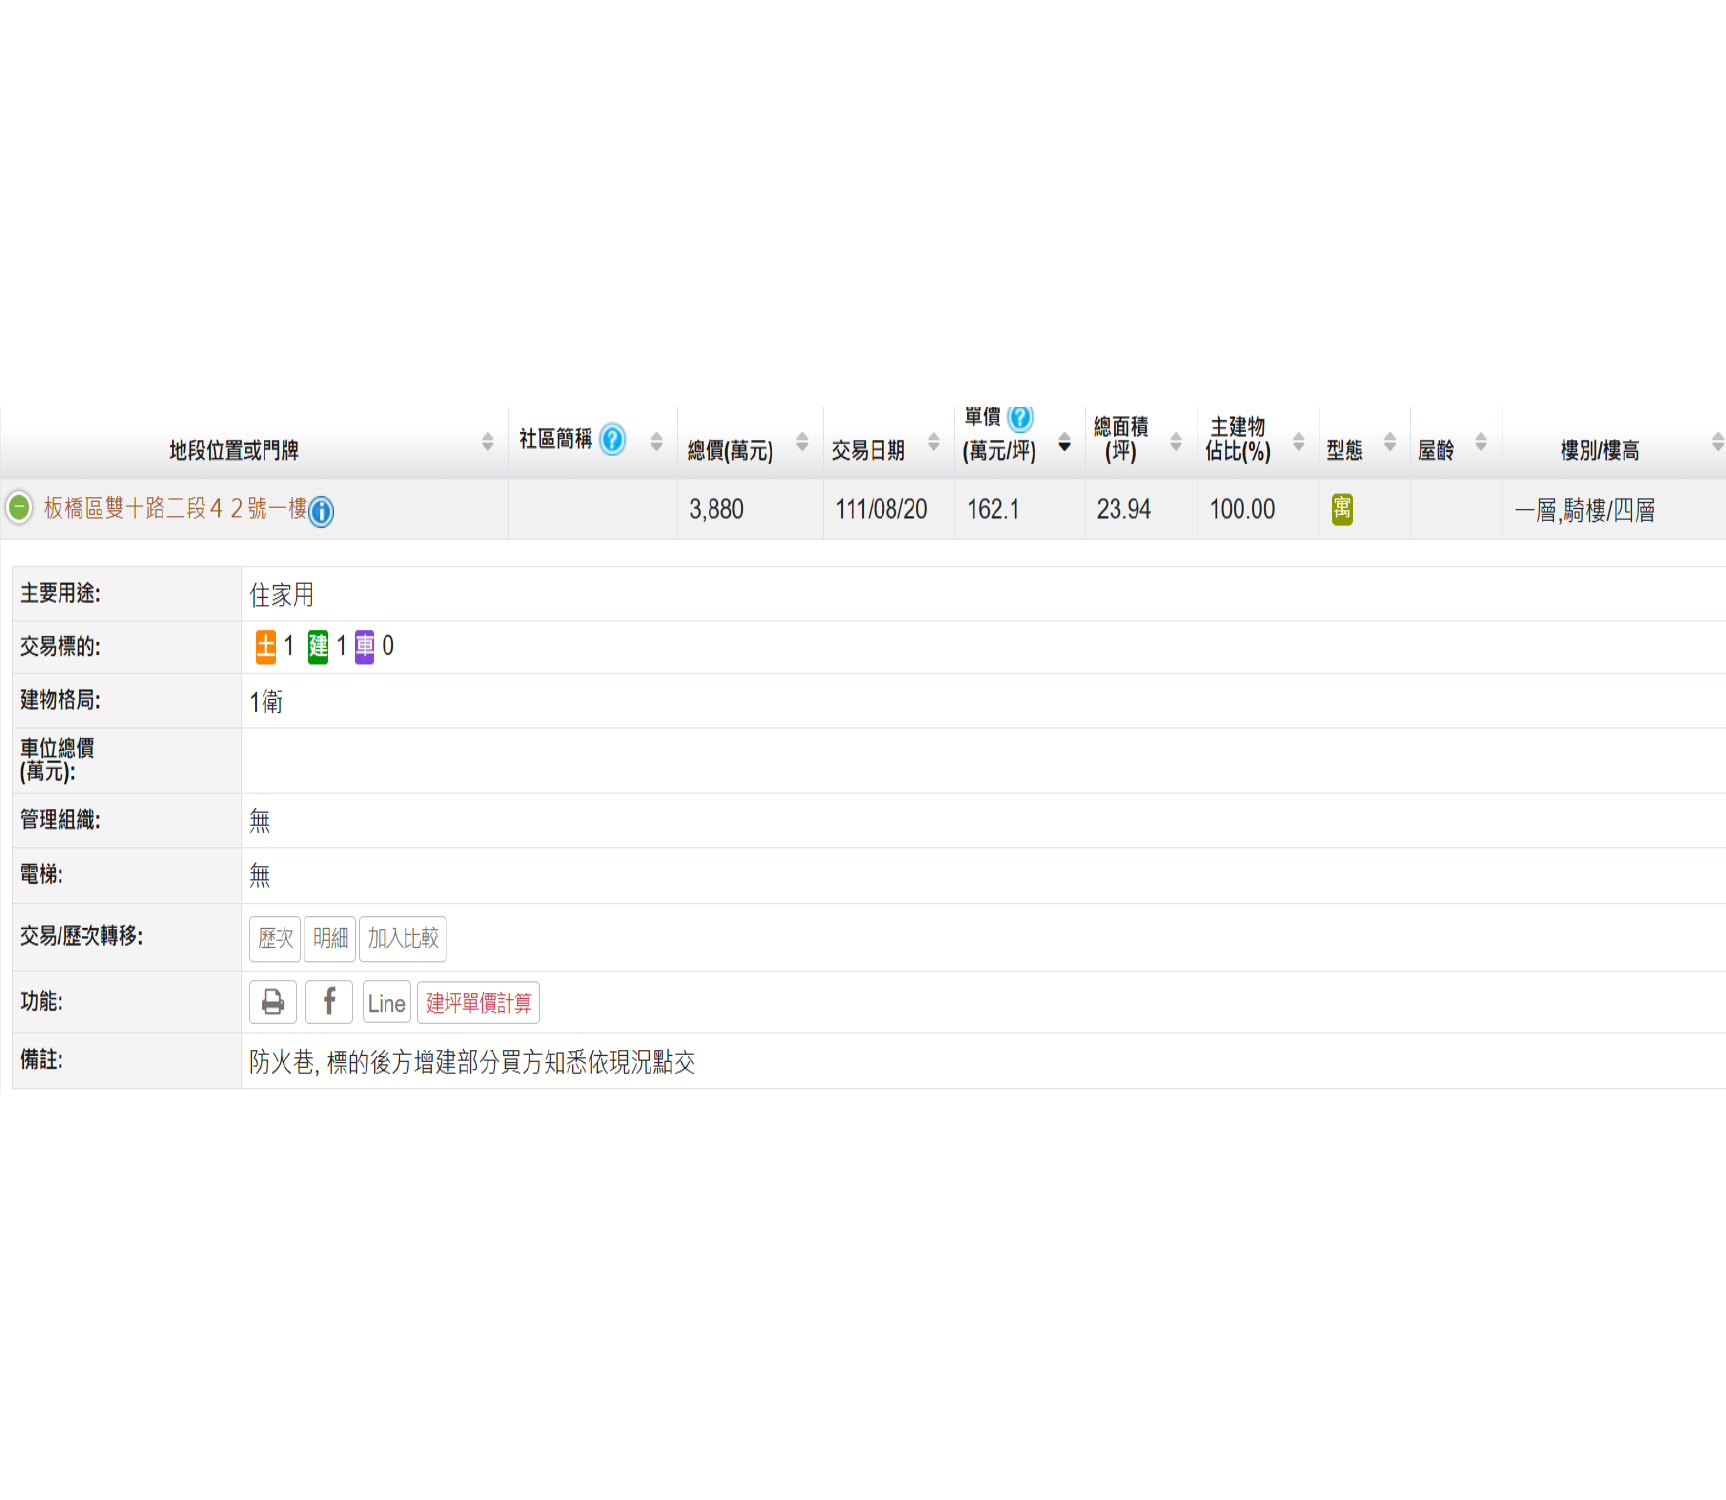 地段位置或門牌 社區簡稱 ? 總價(萬元) 交易日期 單價 ? (萬元/坪) 總面積 (坪) 主建物 佔比(%) 型態 屋齡 樓別/樓高
板橋區雙十路二段４２號一樓 3,880 111/08/20 162.1 23.94 100.00 寓 一層,騎樓/四層
主要用途: 住家用
交易標的: 土 1 建 1 車 0
建物格局: 1衛
車位總價
(萬元):
管理組織: 無
電梯: 無
交易/歷次轉移: 歷次 明細 加入比較
功能: f Line 建坪單價計算
備註: 防火巷, 標的後方增建部分買方知悉依現況點交